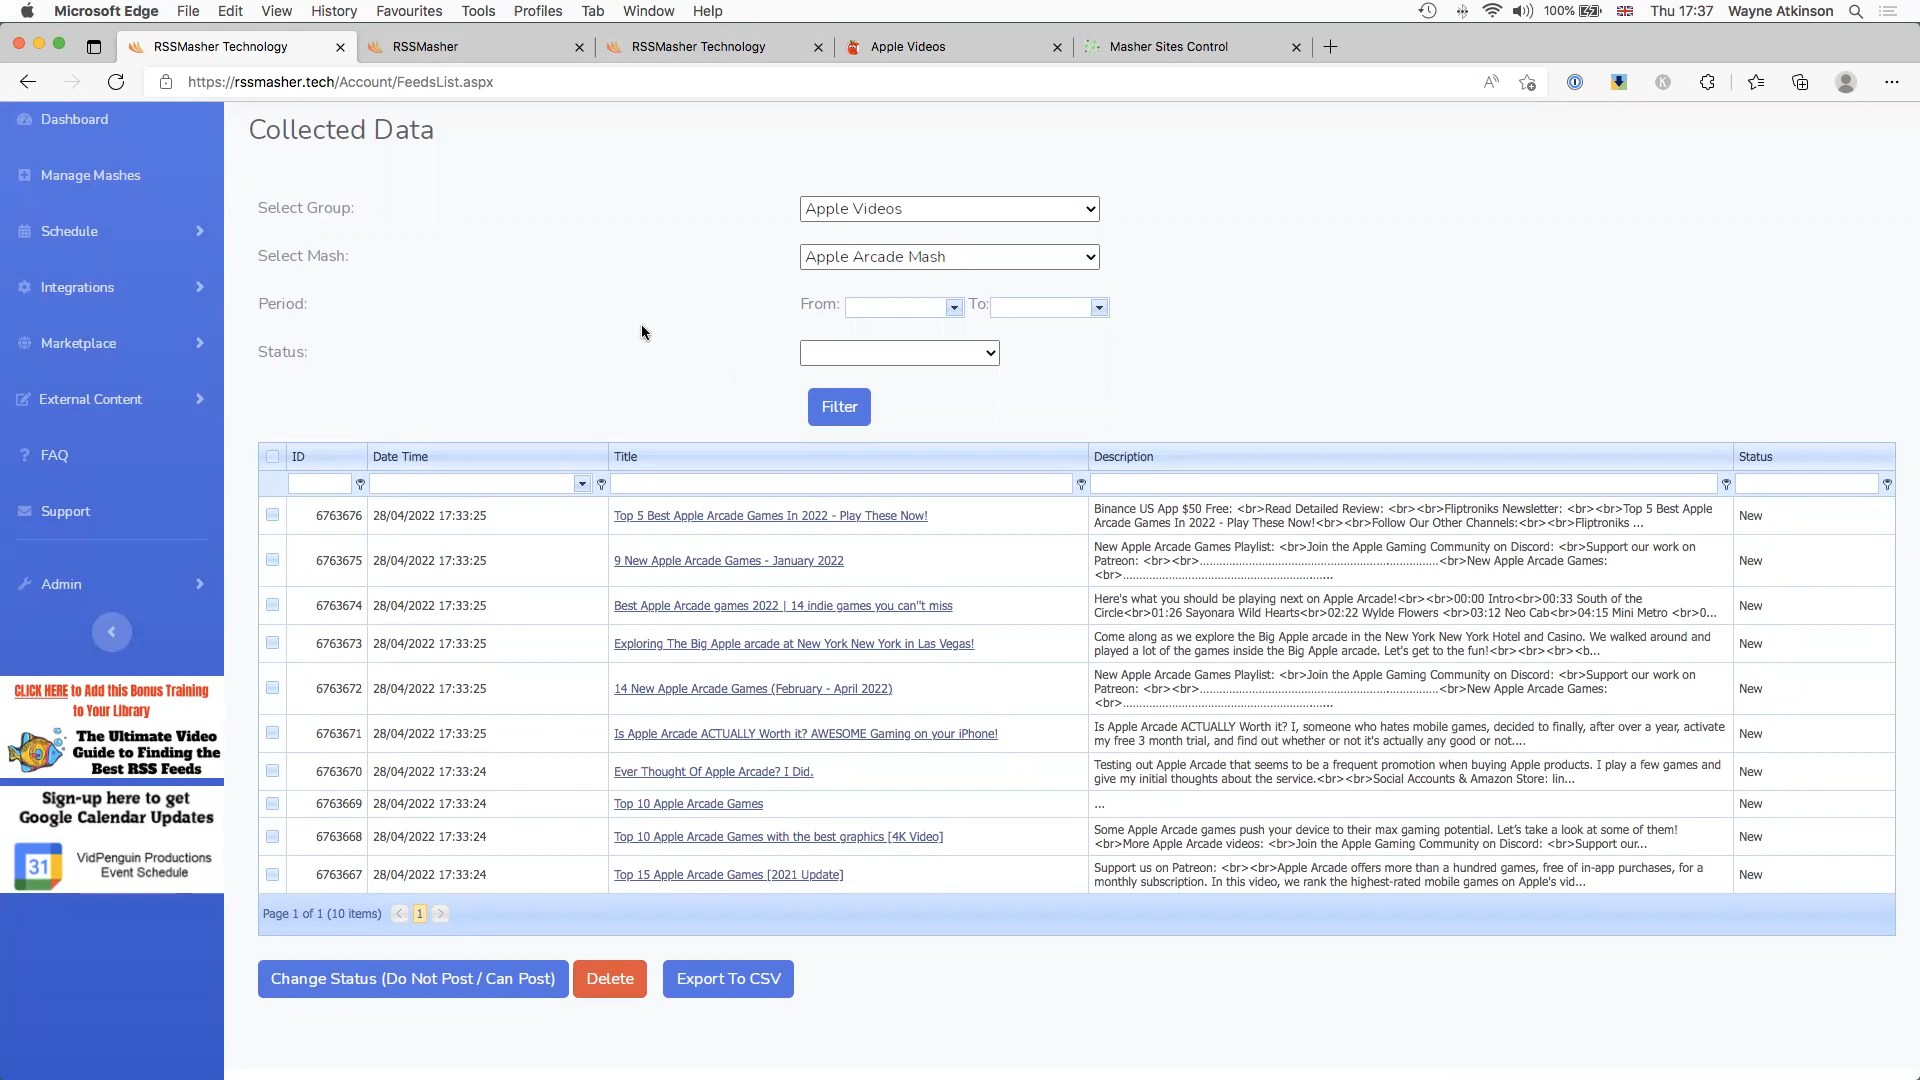 Microsoft Edge File Edit View History Favourites Tools Profiles Tab Window Help 100% Thu 17:37 Wayne Atkinson
RSSMasher Technology RSSMasher RSSMasher Technology Apple Videos Masher Sites Control
https://rssmasher.tech/Account/FeedsList.aspx
Dashboard
Manage Mashes
Schedule
Integrations
Marketplace
External Content
FAQ
Support
Admin
CLICK HERE to Add this Bonus Training
to Your Library
The Ultimate Video
Guide to Finding the
Best RSS Feeds
Sign-up here to get
Google Calendar Updates
31
VidPenguin Productions
Event Schedule
Collected Data
Select Group: Apple Videos
Select Mash: Apple Arcade Mash
Period: From: To:
Status:
Filter
ID Date Time Title Description Status
6763676 28/04/2022 17:33:25 Top 5 Best Apple Arcade Games In 2022 - Play These Now! Binance US App $50 Free: <br>Read Detailed Review: <br><br>Fliptroniks Newsletter: <br><br>Top 5 Best Apple New
Arcade Games In 2022 - Play These Now!<br><br>Follow Our Other Channels:<br><br>Fliptroniks ...
6763675 28/04/2022 17:33:25 9 New Apple Arcade Games - January 2022 New Apple Arcade Games Playlist: <br>Join the Apple Gaming Community on Discord: <br>Support our work on New
Patreon: <br><br>.................................................................<br>New Apple Arcade Games:
<br>..........................................................
6763674 28/04/2022 17:33:25 Best Apple Arcade games 2022 | 14 indie games you can''t miss Here's what you should be playing next on Apple Arcade!<br><br>00:00 Intro<br>00:33 South of the New
Circle<br>01:26 Sayonara Wild Hearts<br>02:22 Wylde Flowers <br>03:12 Neo Cab<br>04:15 Mini Metro <br>0...
6763673 28/04/2022 17:33:25 Exploring The Big Apple arcade at New York New York in Las Vegas! Come along as we explore the Big Apple arcade in the New York New York Hotel and Casino. We walked around and New
played a lot of the games inside the Big Apple arcade. Let's get to the fun!<br><br><br><b...
6763672 28/04/2022 17:33:25 14 New Apple Arcade Games (February - April 2022) New Apple Arcade Games Playlist: <br>Join the Apple Gaming Community on Discord: <br>Support our work on New
Patreon: <br><br>.................................................................<br>New Apple Arcade Games:
<br>..........................................................
6763671 28/04/2022 17:33:25 Is Apple Arcade ACTUALLY Worth it? AWESOME Gaming on your iPhone! Is Apple Arcade ACTUALLY Worth it? I, someone who hates mobile games, decided to finally, after over a year, activate New
my free 3 month trial, and find out whether or not it's actually any good or not....
6763670 28/04/2022 17:33:24 Ever Thought Of Apple Arcade? I Did. Testing out Apple Arcade that seems to be a frequent promotion when buying Apple products. I play a few games and New
give my initial thoughts about the service.<br><br>Social Accounts & Amazon Store: lin...
6763669 28/04/2022 17:33:24 Top 10 Apple Arcade Games ... New
6763668 28/04/2022 17:33:24 Top 10 Apple Arcade Games with the best graphics [4K Video] Some Apple Arcade games push your device to their max gaming potential. Let's take a look at some of them! New
<br>More Apple Arcade videos: <br>Join the Apple Gaming Community on Discord: <br>Support our...
6763667 28/04/2022 17:33:24 Top 15 Apple Arcade Games [2021 Update] Support us on Patreon: <br><br>Apple Arcade offers more than a hundred games, free of in-app purchases, for a New
monthly subscription. In this video, we rank the highest-rated mobile games on Apple's vid...
Page 1 of 1 (10 items) < 1 >
Change Status (Do Not Post / Can Post) Delete Export To CSV